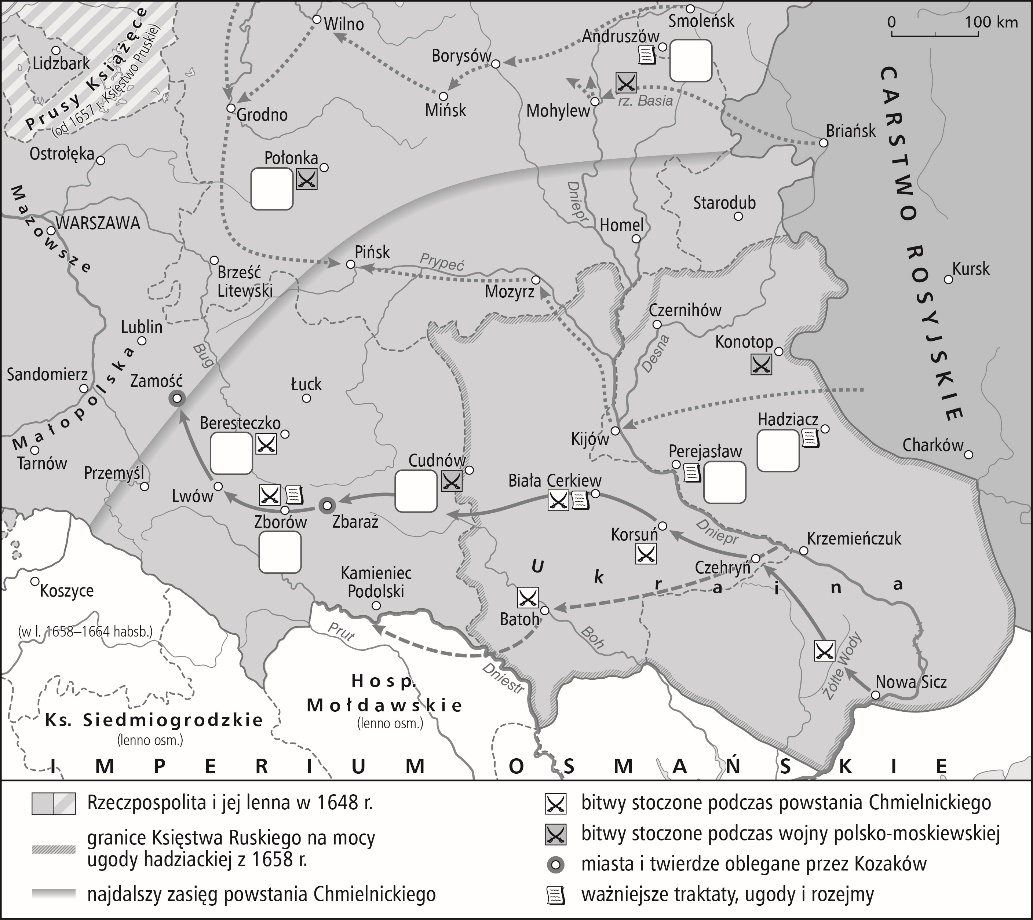 Wilno
Smoleńsk
0 100 km
Andruszów
Lidzbark
Borysów
Prusy Książęce
(od 1657 r. Księstwo Pruskie)
Mińsk
Mohylew
rz. Basia
Grodno
Briańsk
CARSTWO ROSYJSKIE
Ostrołęka
Połonka
Mazowsze
WARSZAWA
Dniepr
Starodub
Homel
Brześć
Litewski
Pińsk
Prypeć
Mozyrz
Kursk
Czernihów
Lublin
Bug
Desna
Konotop
Sandomierz
Małopolska
Zamość
Łuck
Beresteczko
Kijów
Hadziacz
Charków
Tarnów
Przemyśl
Cudnów
Perejasław
Lwów
Biała Cerkiew
Zborów
Zbaraż
Korsuń
Dniepr
Krzemieńczuk
Czehryń
Koszyce
Kamieniec
Podolski
Ukraina
Batoh
(w l. 1658–1664 habsb.)
Prut
Boh
Żółte Wody
Dniestr
Nowa Sicz
Hosp.
Mołdawskie
(lenno osm.)
Ks. Siedmiogrodzkie
(lenno osm.)
IMPERIUM OSMAŃSKIE
Rzeczpospolita i jej lenna w 1648 r.
granice Księstwa Ruskiego na mocy
ugody hadziackiej z 1658 r.
najdalszy zasięg powstania Chmielnickiego
bitwy stoczone podczas powstania Chmielnickiego
bitwy stoczone podczas wojny polsko-moskiewskiej
miasta i twierdze oblegane przez Kozaków
ważniejsze traktaty, ugody i rozejmy